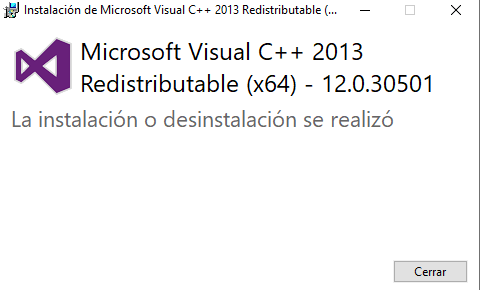 Instalación de Microsoft Visual C++ 2013 Redistributable (...
Microsoft Visual C++ 2013
Redistributable (x64) - 12.0.30501
La instalación o desinstalación se realizó
Cerrar